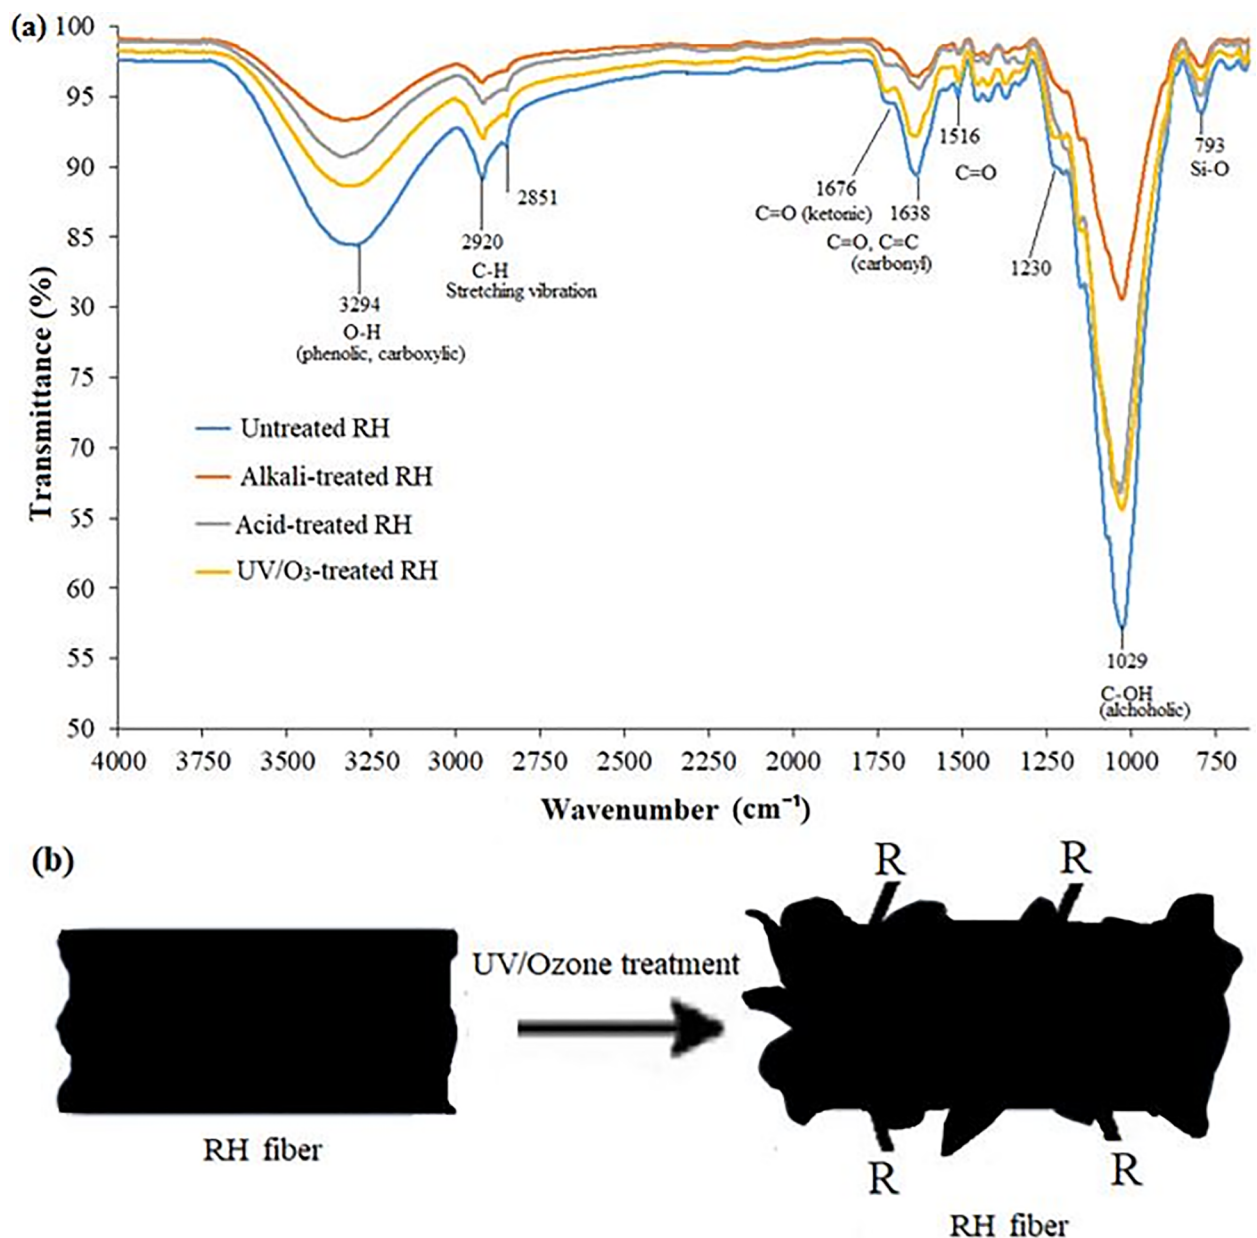 (a)
100
95
90
85
80
75
70
65
60
55
50
Transmittance (%)
4000 3750 3500 3250 3000 2750 2500 2250 2000 1750 1500 1250 1000 750
Wavenumber (cm⁻¹)
3294
O-H
(phenolic, carboxylic)
2920
C-H
Stretching vibration
2851
1676
C=O (ketonic)
1638
C=O, C=C
(carbonyl)
1516
C=O
1230
793
Si-O
1029
C-OH
(alchoholic)
Untreated RH
Alkali-treated RH
Acid-treated RH
UV/O₃-treated RH
(b)
RH fiber
UV/Ozone treatment
R
R
R
R
RH fiber